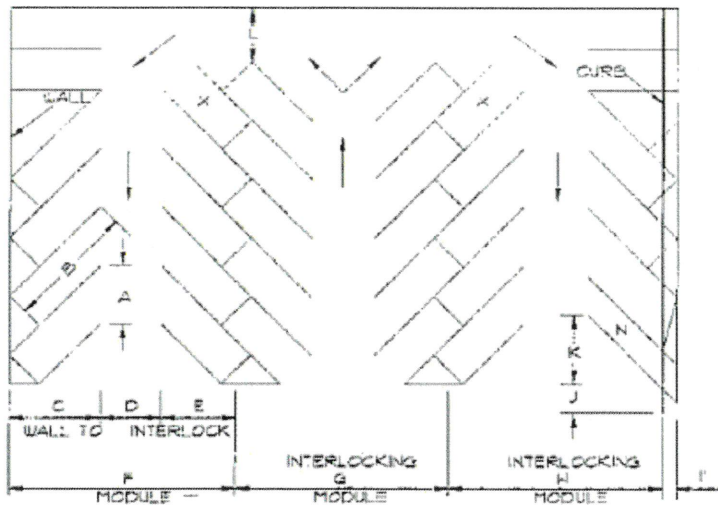 L
WALL
X
X
CURB
B
A
N
K
J
C
D
E
WALL TO
INTERLOCK
INTERLOCKING
INTERLOCKING
F
G
H
I
MODULE
MODULE
MODULE